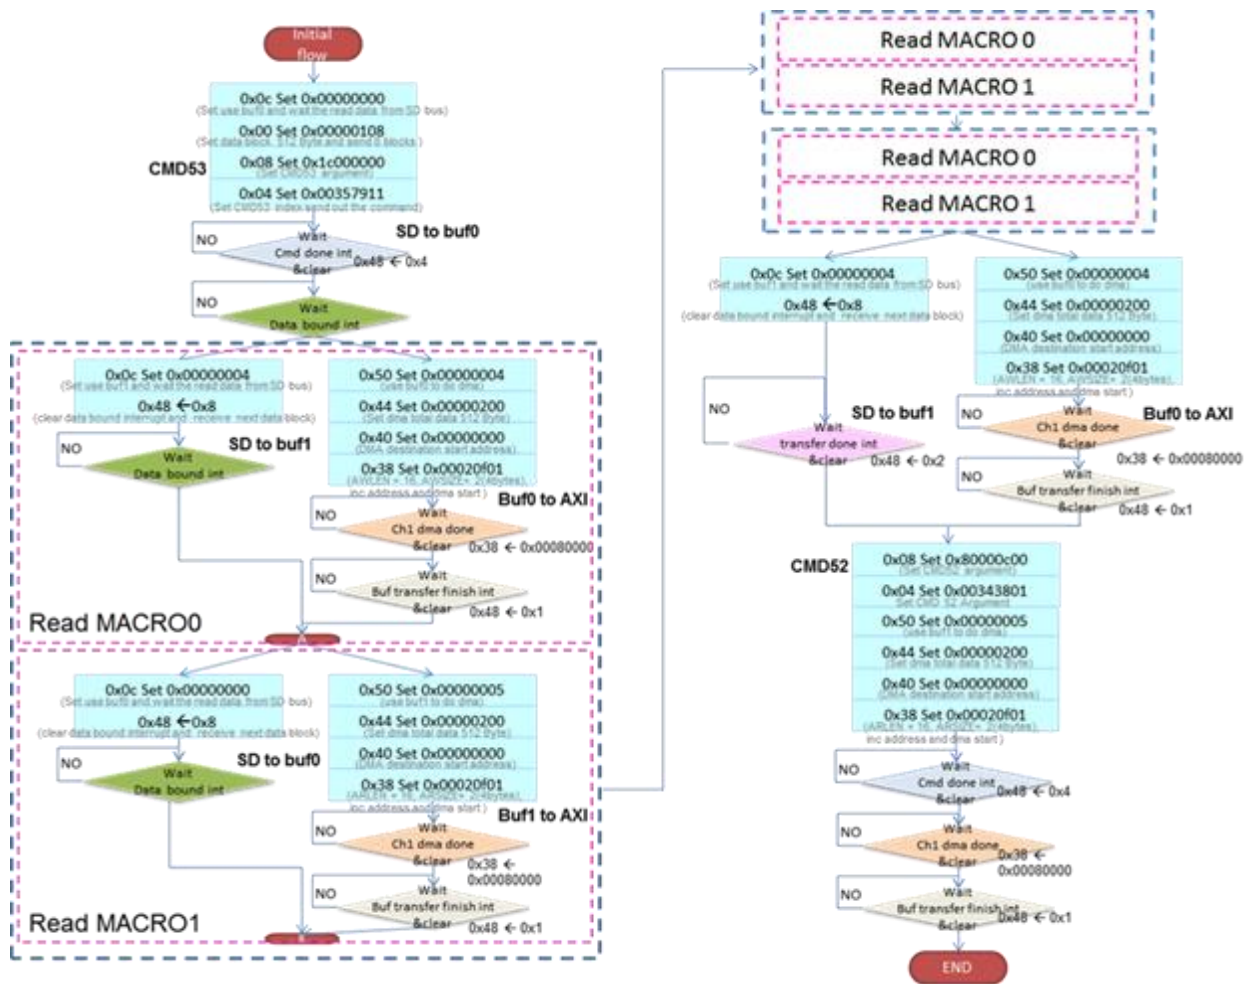 Initial
flow
0x0c Set 0x00000000
(Set use buf0 and wait the read data from SD bus)
0x00 Set 0x00000108
(Set data block 512 Byte and send 8 blocks )
CMD53
0x08 Set 0x1c000000
(Set CMD53 argument)
0x04 Set 0x00357911
(Set CMD53 index send out the command)
SD to buf0
NO
Wait
Cmd done int
&clear
0x48 ← 0x4
NO
Wait
Data bound int
0x0c Set 0x00000004
(Set use buf1 and wait the read data from SD bus)
0x48 ←0x8
(clear data bound interrupt and receive next data block)
SD to buf1
NO
Wait
Data bound int
0x50 Set 0x00000004
(use buf0 to do dma)
0x44 Set 0x00000200
(Set dma total data 512 Byte)
0x40 Set 0x00000000
(DMA destination start address)
0x38 Set 0x00020f01
(AWLEN = 16, AWSIZE= 2(4bytes),
inc address and dma start )
Buf0 to AXI
NO
Wait
Ch1 dma done
&clear
0x38 ← 0x00080000
NO
Wait
Buf transfer finish int
&clear
0x48 ← 0x1
Read MACRO0
0x0c Set 0x00000000
(Set use buf0 and wait the read data from SD bus)
0x48 ←0x8
(clear data bound interrupt and receive next data block)
SD to buf0
NO
Wait
Data bound int
0x50 Set 0x00000005
(use buf1 to do dma)
0x44 Set 0x00000200
(Set dma total data 512 Byte)
0x40 Set 0x00000000
(DMA destination start address)
0x38 Set 0x00020f01
(ARLEN = 16, ARSIZE= 2(4bytes),
inc address and dma start )
Buf1 to AXI
NO
Wait
Ch1 dma done
&clear
0x38 ←
0x00080000
NO
Wait
Buf transfer finish int
&clear
0x48 ← 0x1
Read MACRO1
Read MACRO 0
Read MACRO 1
Read MACRO 0
Read MACRO 1
0x0c Set 0x00000004
(Set use buf1 and wait the read data from SD bus)
0x48 ←0x8
(clear data bound interrupt and receive next data block)
NO
SD to buf1
Wait
transfer done int
&clear
0x48 ← 0x2
0x50 Set 0x00000004
(use buf0 to do dma)
0x44 Set 0x00000200
(Set dma total data 512 Byte)
0x40 Set 0x00000000
(DMA destination start address)
0x38 Set 0x00020f01
(AWLEN = 16, AWSIZE= 2(4bytes),
inc address and dma start )
Buf0 to AXI
NO
Wait
Ch1 dma done
&clear
0x38 ← 0x00080000
NO
Wait
Buf transfer finish int
&clear
0x48 ← 0x1
CMD52
0x08 Set 0x80000c00
(Set CMD52 argument)
0x04 Set 0x00343801
Set CMD 52 Argument
0x50 Set 0x00000005
(use buf1 to do dma)
0x44 Set 0x00000200
(Set dma total data 512 Byte)
0x40 Set 0x00000000
(DMA destination start address)
0x38 Set 0x00020f01
(ARLEN = 16, ARSIZE= 2(4bytes),
inc address and dma start )
NO
Wait
Cmd done int
&clear
0x48 ← 0x4
NO
Wait
Ch1 dma done
&clear
0x38 ←
0x00080000
NO
Wait
Buf transfer finish int
&clear
0x48 ← 0x1
END